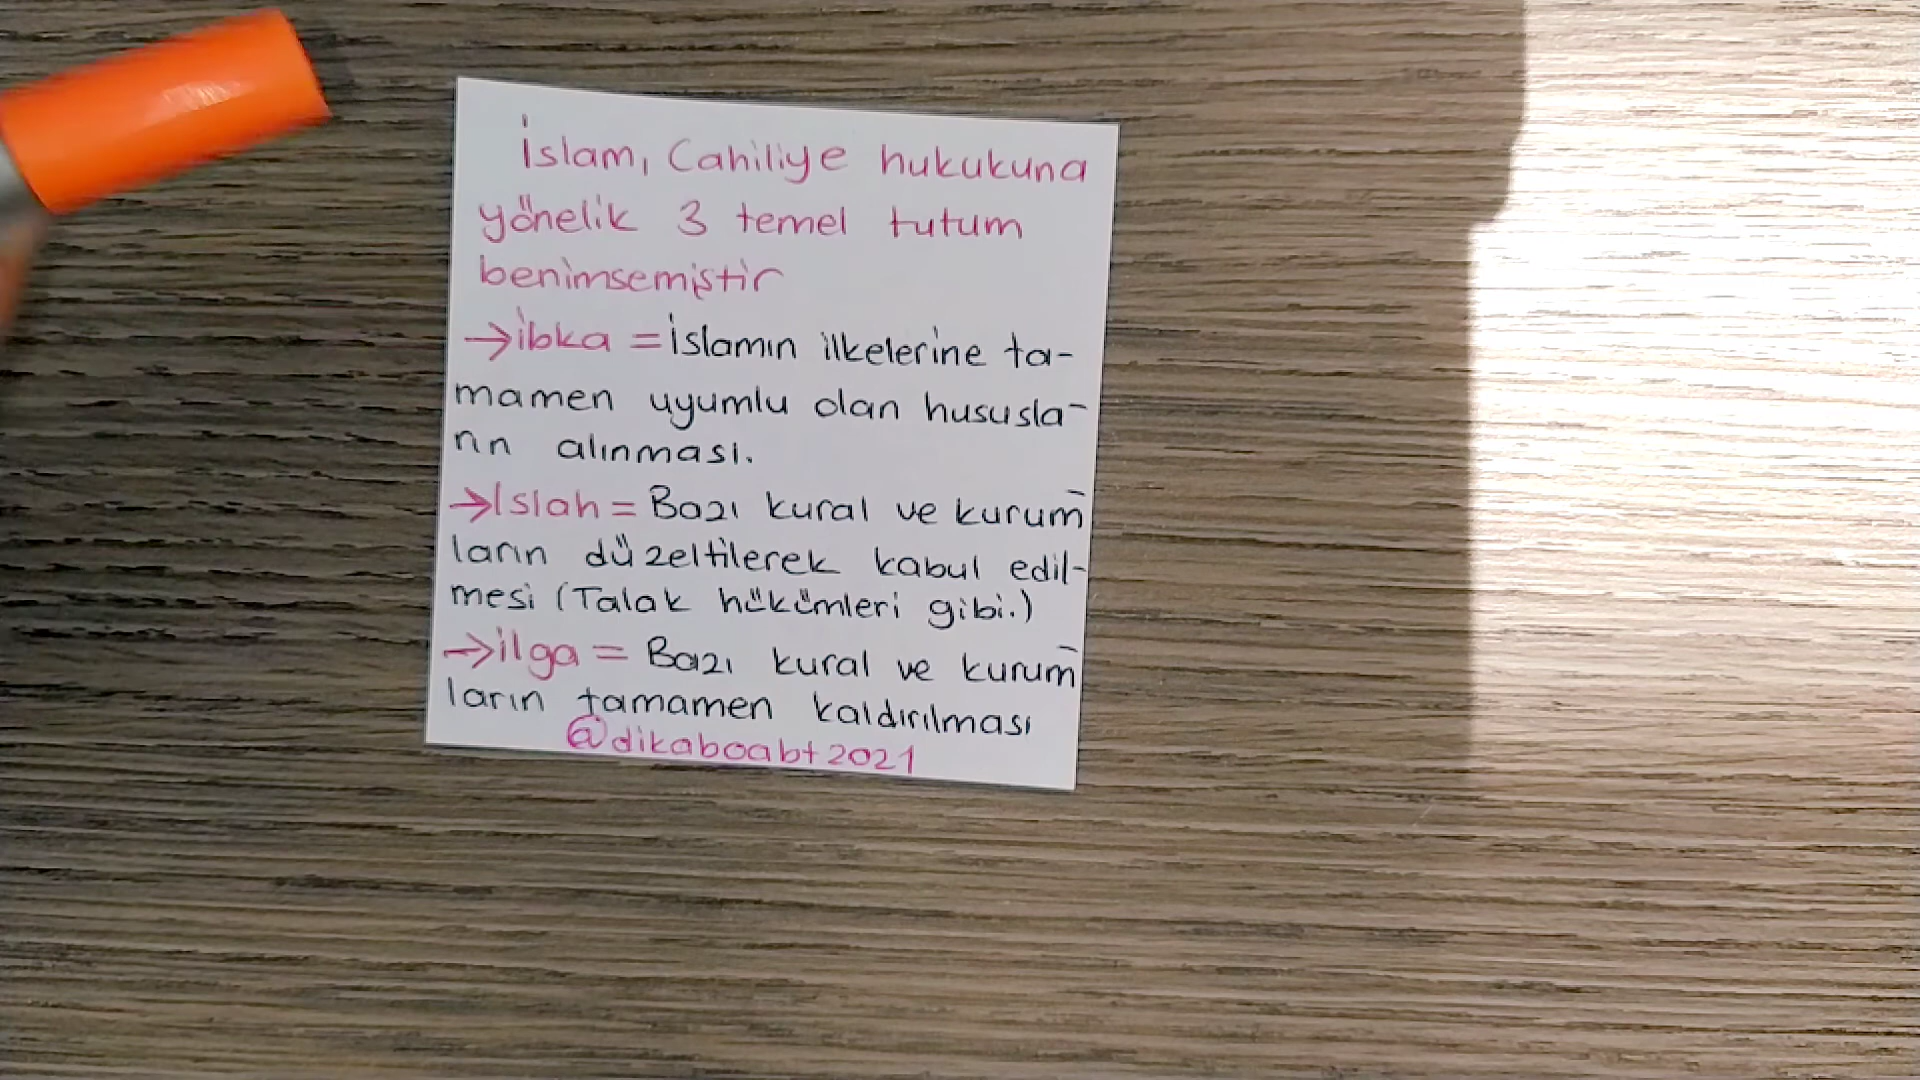 İslam, Cahiliye hukukuna
yönelik 3 temel tutum
benimsemiştir
→ibka = İslamın ilkelerine ta-
mamen uyumlu olan hususla-
rın alınması.
→Islah = Bazı kural ve kurum-
ların düzeltilerek kabul edil-
mesi (Talak hükümleri gibi.)
→ilga = Bazı kural ve kurum-
ların tamamen kaldırılması
@dikaboabt2021